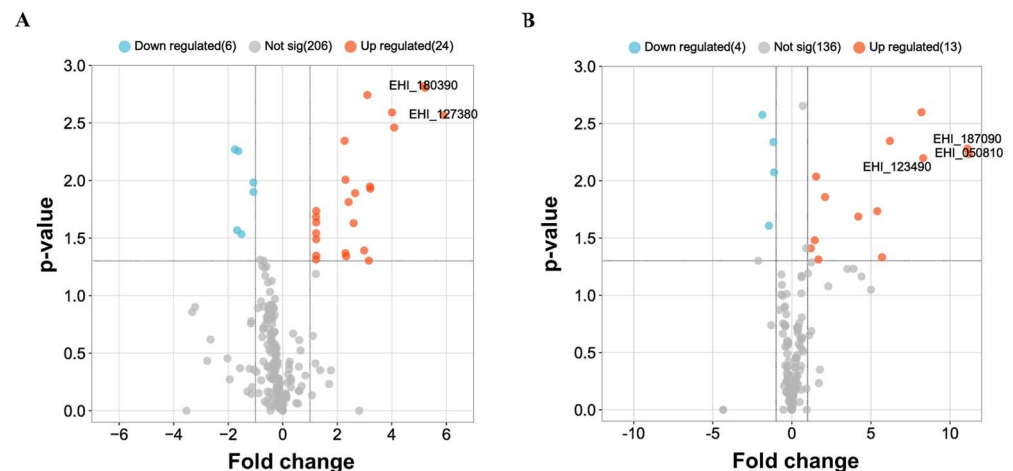 A
Down regulated(6) Not sig(206) Up regulated(24)
3.0
2.5
2.0
1.5
1.0
0.5
0.0
p-value
EHI_180390
EHI_127380
−6 −4 −2 0 2 4 6
Fold change
B
Down regulated(4) Not sig(136) Up regulated(13)
3.0
2.5
2.0
1.5
1.0
0.5
0.0
p-value
EHI_187090
EHI_050810
EHI_123490
-10 -5 0 5 10
Fold change